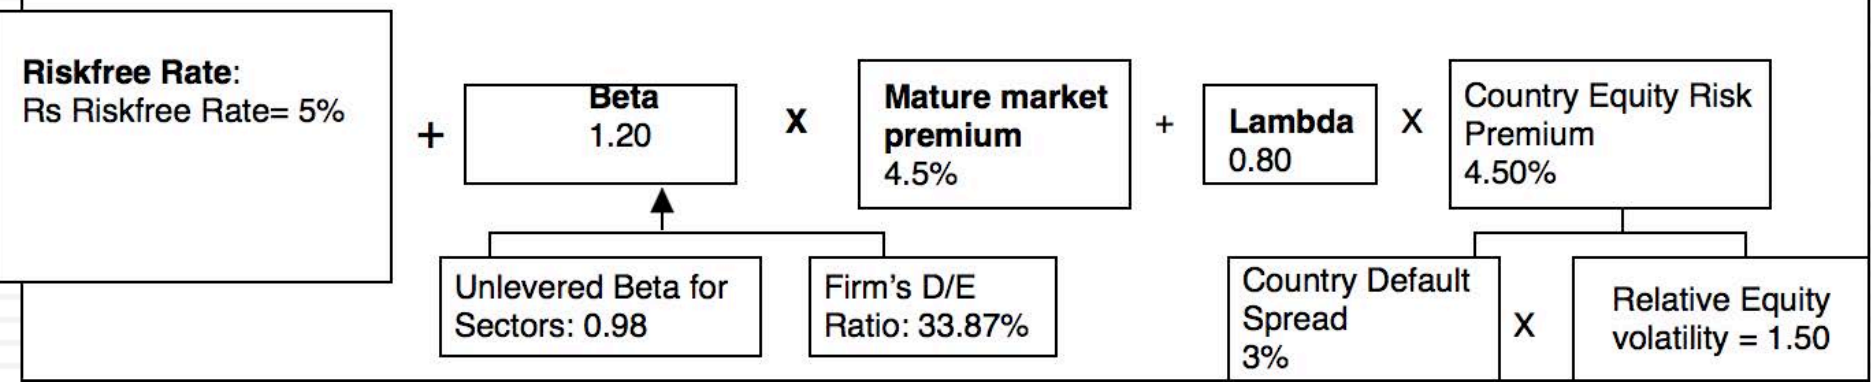 Riskfree Rate:
Rs Riskfree Rate= 5%
+
Beta
1.20
X
Mature market
premium
4.5%
+
Lambda
0.80
X
Country Equity Risk
Premium
4.50%
Unlevered Beta for
Sectors: 0.98
Firm's D/E
Ratio: 33.87%
Country Default
Spread
3%
X
Relative Equity
volatility = 1.50